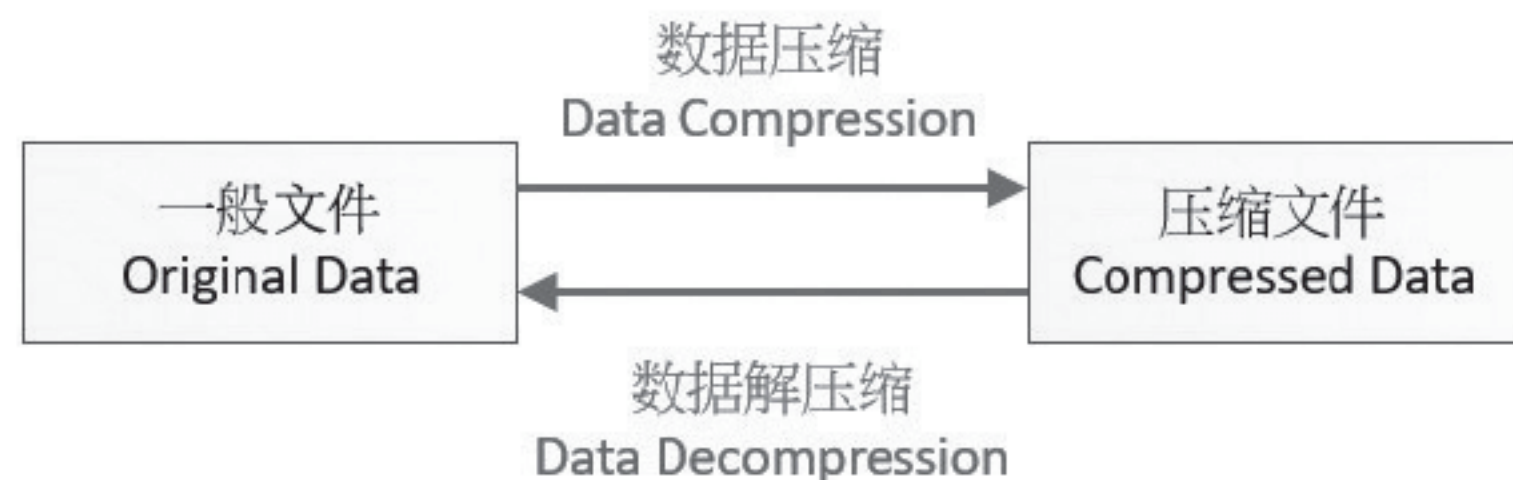 数据压缩
Data Compression
一般文件
Original Data
压缩文件
Compressed Data
数据解压缩
Data Decompression